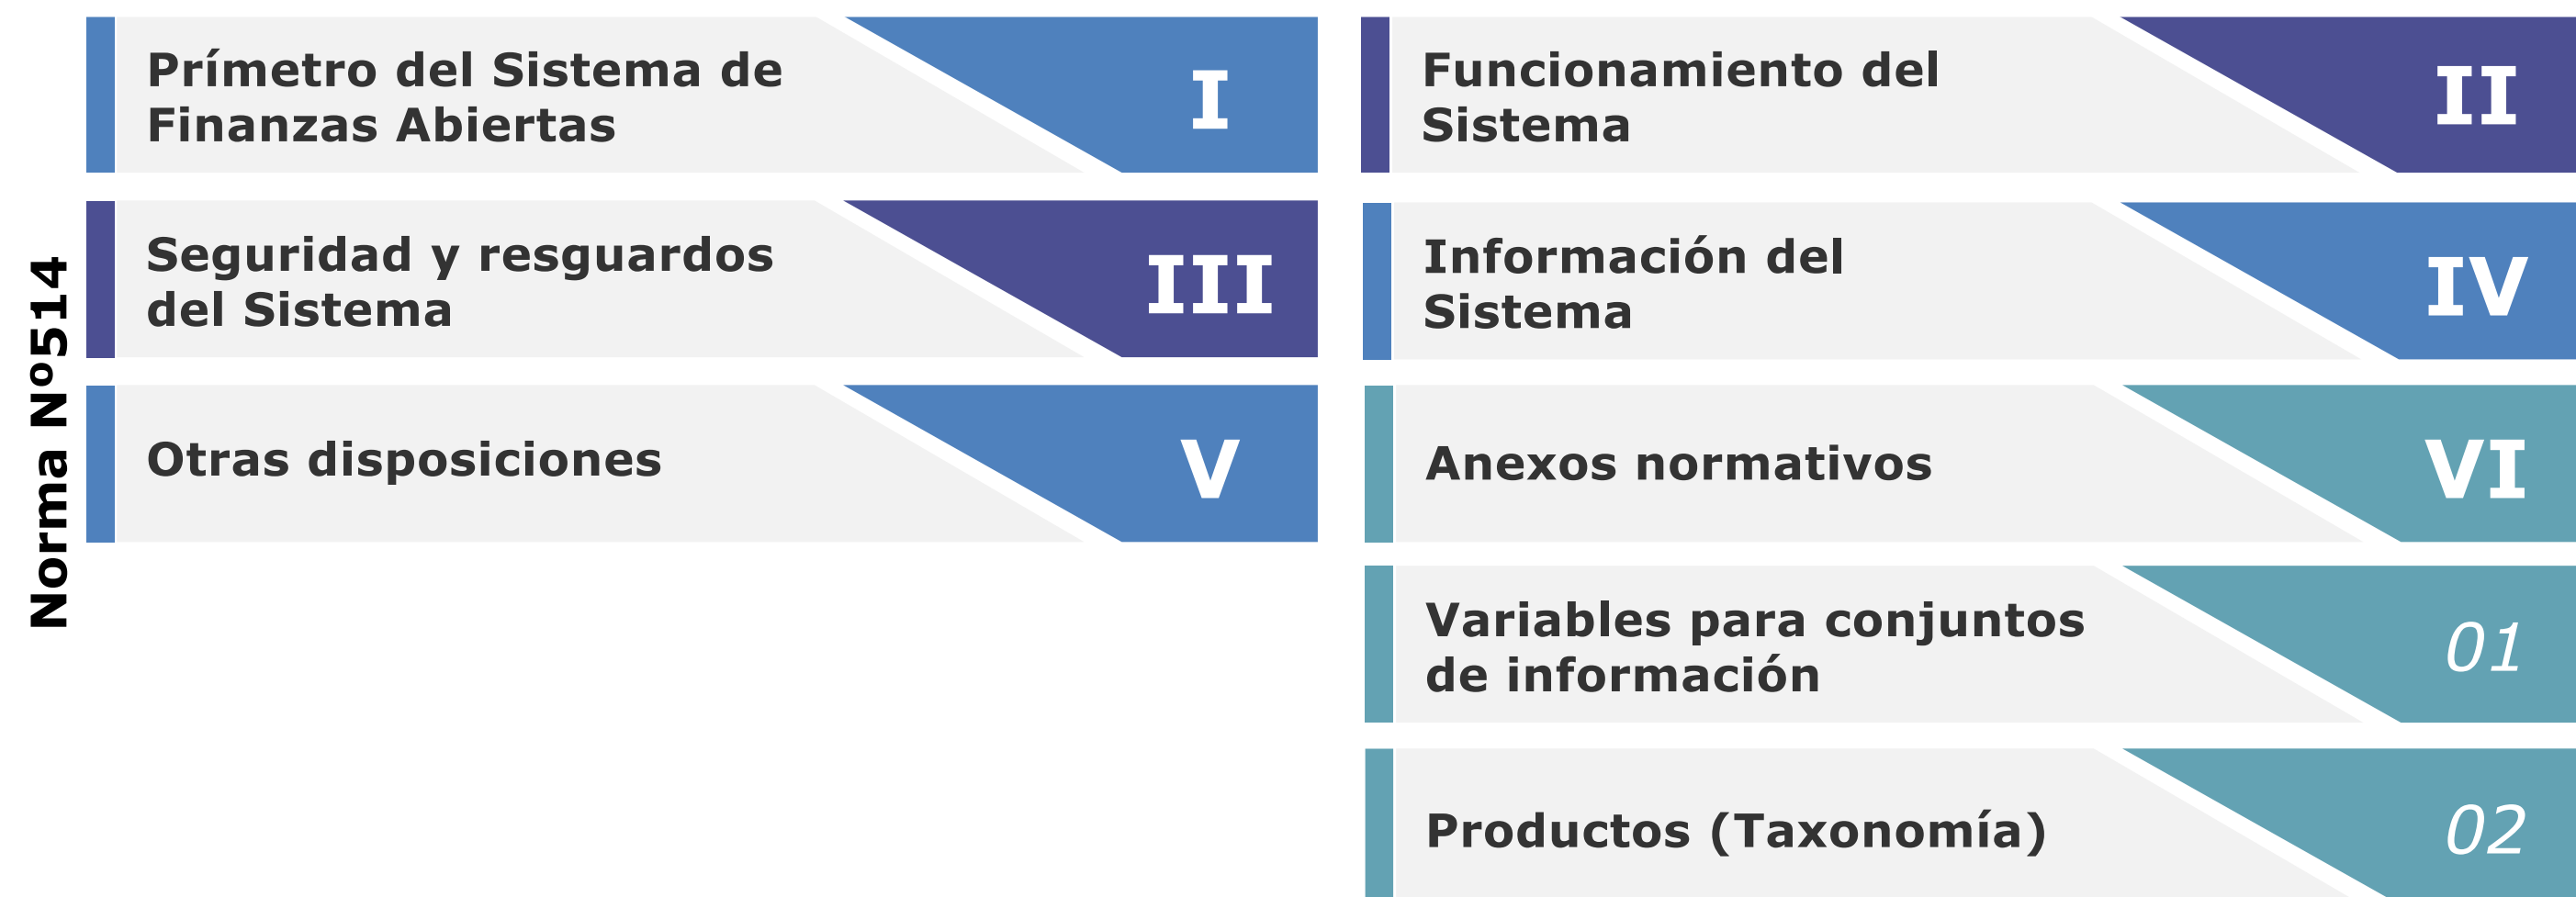 Norma Nº514
Prímetro del Sistema de
Finanzas Abiertas
I
Funcionamiento del
Sistema
II
Seguridad y resguardos
del Sistema
III
Información del
Sistema
IV
Otras disposiciones
V
Anexos normativos
VI
Variables para conjuntos
de información
01
Productos (Taxonomía)
02